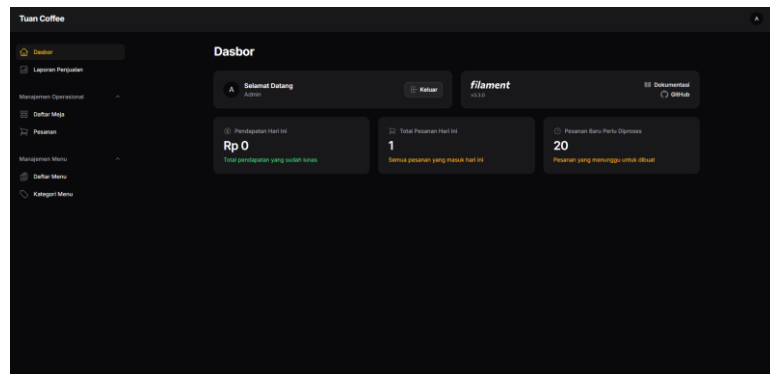 Tuan Coffee
A
Dasbor
Laporan Penjualan
Manajemen Operasional
Daftar Meja
Pesanan
Manajemen Menu
Daftar Menu
Kategori Menu
Dasbor
A
Selamat Datang
Admin
Keluar
filament
v3.3.0
Dokumentasi
GitHub
Pendapatan Hari Ini
Rp 0
Total pendapatan yang sudah lunas
Total Pesanan Hari Ini
1
Semua pesanan yang masuk hari ini
Pesanan Baru Perlu Diproses
20
Pesanan yang menunggu untuk dibuat